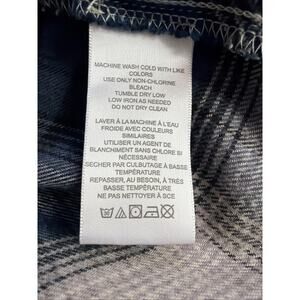 MACHINE WASH COLD WITH LIKE
COLORS
USE ONLY NON-CHLORINE
BLEACH
TUMBLE DRY LOW
LOW IRON AS NEEDED
DO NOT DRY CLEAN
LAVER À LA MACHINE À L'EAU
FROIDE AVEC COULEURS
SIMILAIRES
UTILISER UN AGENT DE
BLANCHIMENT SANS CHLORE S/
NÉCESSAIRE
SECHER PAR CULBUTAGE À BASSE
TEMPÉRATURE
REPASSER, AU BESOIN, À TRÈS
BASSE TEMPÉRATURE
NE PAS NETTOYER À SCE